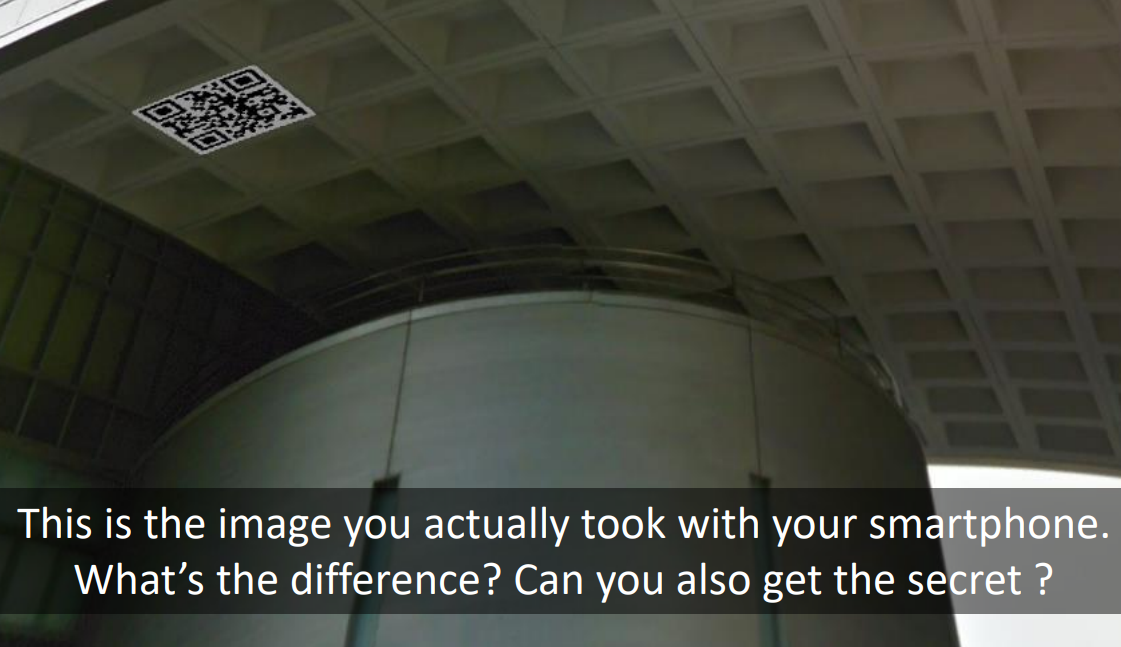 This is the image you actually took with your smartphone.
What’s the difference? Can you also get the secret ?